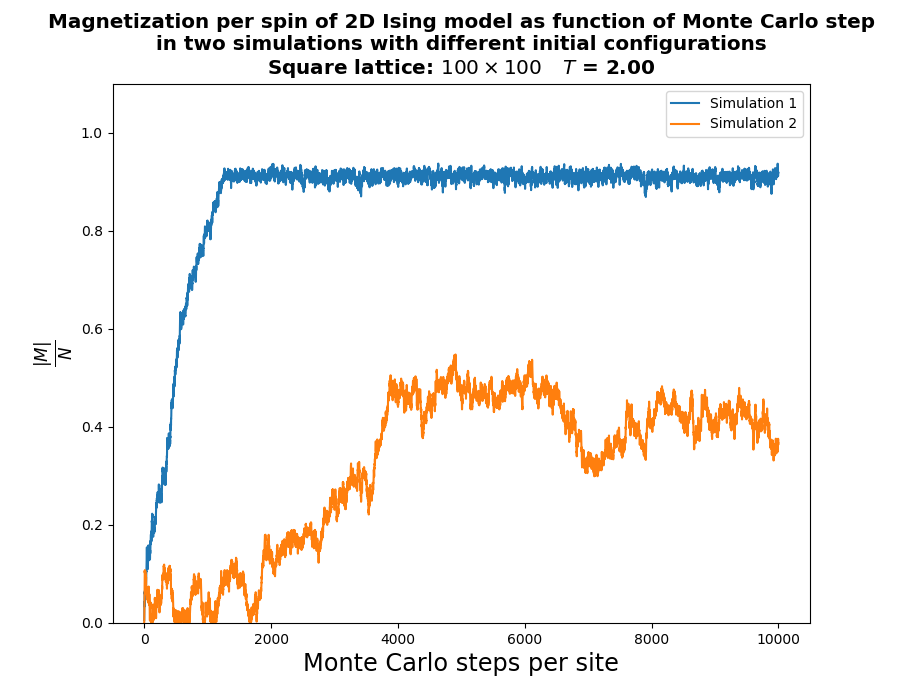 Magnetization per spin of 2D Ising model as function of Monte Carlo step
in two simulations with different initial configurations
Square lattice: 100 × 100 T = 2.00
Simulation 1
Simulation 2
1.0
0.8
0.6
0.4
0.2
0.0
|M|
N
0 2000 4000 6000 8000 10000
Monte Carlo steps per site